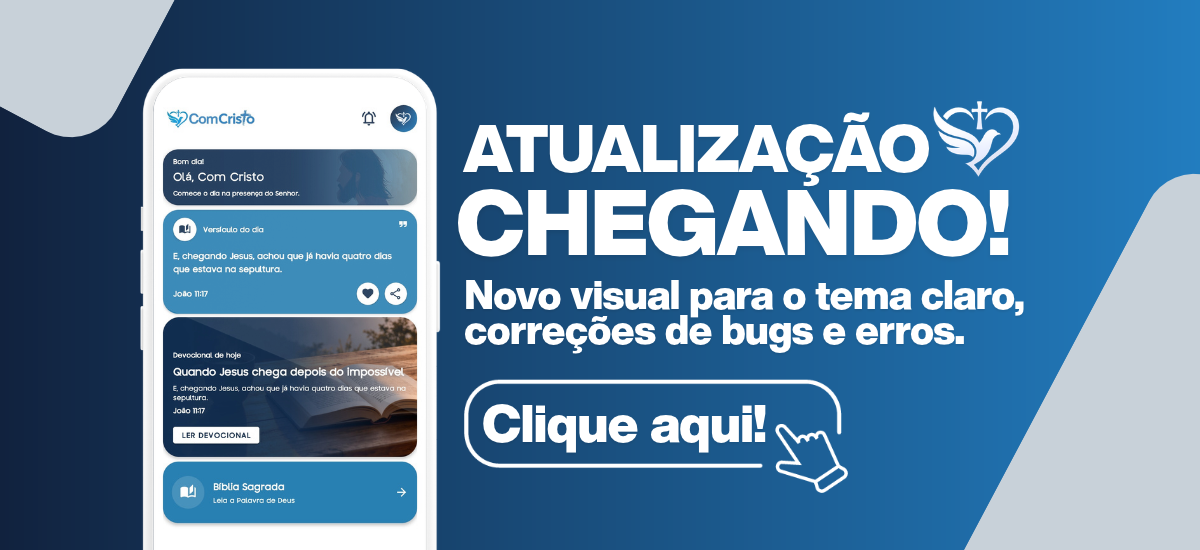 ComCristo
Bom dia!
Olá, Com Cristo
Comece o dia na presença do Senhor.
Versículo do dia
E, chegando Jesus, achou que já havia quatro dias
que estava na sepultura.
João 11:17
Devocional de hoje
Quando Jesus chega depois do impossível
E, chegando Jesus, achou que já havia quatro dias que estava na
sepultura.
João 11:17
LER DEVOCIONAL
Bíblia Sagrada
Leia a Palavra de Deus
ATUALIZAÇÃO
CHEGANDO!
Novo visual para o tema claro,
correções de bugs e erros.
Clique aqui!